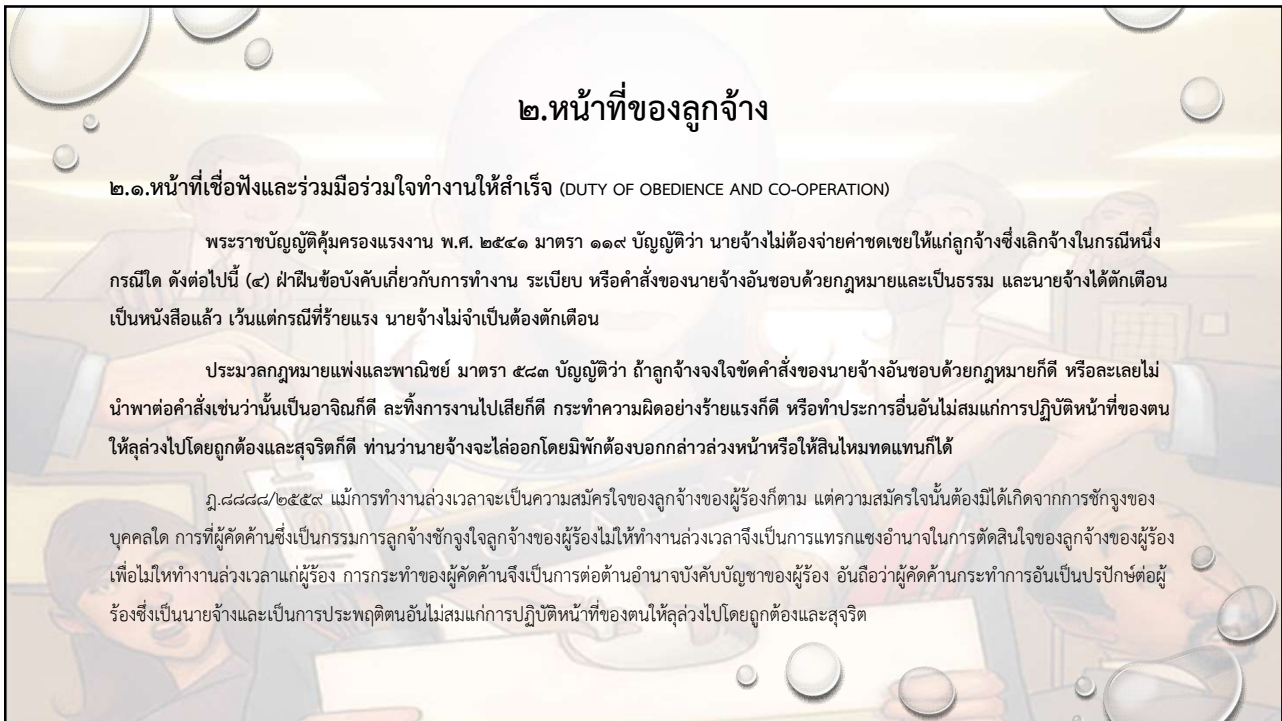 ๒.หน้าที่ของลูกจ้าง
๒.๑.หน้าที่เชื่อฟังและร่วมมือร่วมใจทำงานให้สำเร็จ (DUTY OF OBEDIENCE AND CO-OPERATION)
พระราชบัญญัติคุ้มครองแรงงาน พ.ศ. ๒๕๔๑ มาตรา ๑๑๙ บัญญัติว่า นายจ้างไม่ต้องจ่ายค่าชดเชยให้แก่ลูกจ้างซึ่งเลิกจ้างในกรณีหนึ่ง
กรณีใด ดังต่อไปนี้ (๔) ฝ่าฝืนข้อบังคับเกี่ยวกับการทำงาน ระเบียบ หรือคำสั่งของนายจ้างอันชอบด้วยกฎหมายและเป็นธรรม และนายจ้างได้ตักเตือน
เป็นหนังสือแล้ว เว้นแต่กรณีที่ร้ายแรง นายจ้างไม่จำเป็นต้องตักเตือน
ประมวลกฎหมายแพ่งและพาณิชย์ มาตรา ๕๘๓ บัญญัติว่า ถ้าลูกจ้างจงใจขัดคำสั่งของนายจ้างอันชอบด้วยกฎหมายก็ดี หรือละเลยไม่
นำพาต่อคำสั่งเช่นว่านั้นเป็นอาจิณก็ดี ละทิ้งการงานไปเสียก็ดี กระทำความผิดอย่างร้ายแรงก็ดี หรือทำประการอื่นอันไม่สมแก่การปฏิบัติหน้าที่ของตน
ให้ลุล่วงไปโดยถูกต้องและสุจริตก็ดี ท่านว่านายจ้างจะไล่ออกโดยมิพักต้องบอกกล่าวล่วงหน้าหรือให้สินไหมทดแทนก็ได้
ฎ.๘๘๘๘/๒๕๕๙ แม้การทำงานล่วงเวลาจะเป็นความสมัครใจของลูกจ้างของผู้ร้องก็ตาม แต่ความสมัครใจนั้นต้องมิได้เกิดจากการชักจูงของ
บุคคลใด การที่ผู้คัดค้านซึ่งเป็นกรรมการลูกจ้างชักจูงใจลูกจ้างของผู้ร้องไม่ให้ทำงานล่วงเวลาจึงเป็นการแทรกแซงอำนาจในการตัดสินใจของลูกจ้างของผู้ร้อง
เพื่อไม่ใหทำงานล่วงเวลาแก่ผู้ร้อง การกระทำของผู้คัดค้านจึงเป็นการต่อต้านอำนาจบังคับบัญชาของผู้ร้อง อันถือว่าผู้คัดค้านกระทำการอันเป็นปรปักษ์ต่อผู้
ร้องซึ่งเป็นนายจ้างและเป็นการประพฤติตนอันไม่สมแก่การปฏิบัติหน้าที่ของตนให้ลุล่วงไปโดยถูกต้องและสุจริต